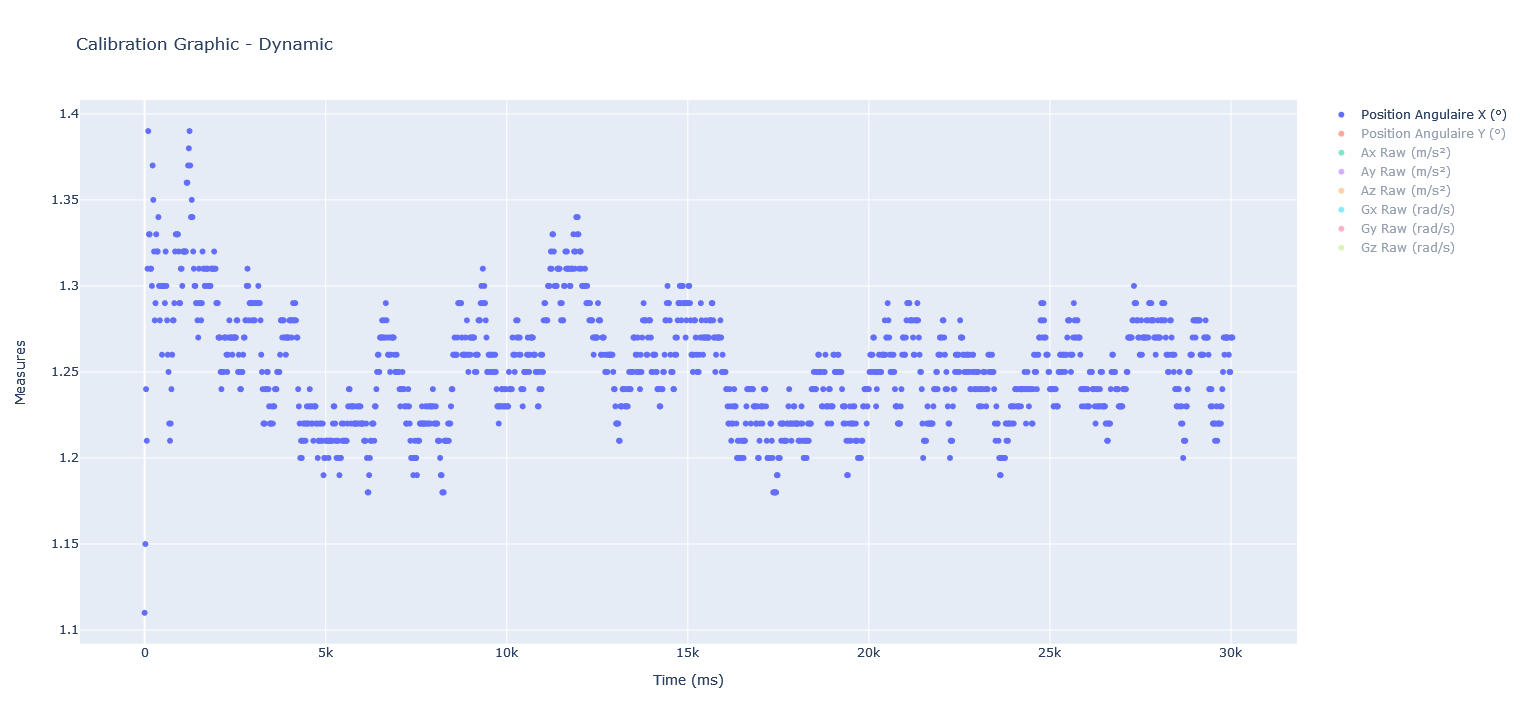 Calibration Graphic - Dynamic
1.4
1.35
1.3
1.25
1.2
1.15
1.1
Measures
0
5k
10k
15k
20k
25k
30k
Time (ms)
Position Angulaire X (°)
Position Angulaire Y (°)
Ax Raw (m/s²)
Ay Raw (m/s²)
Az Raw (m/s²)
Gx Raw (rad/s)
Gy Raw (rad/s)
Gz Raw (rad/s)